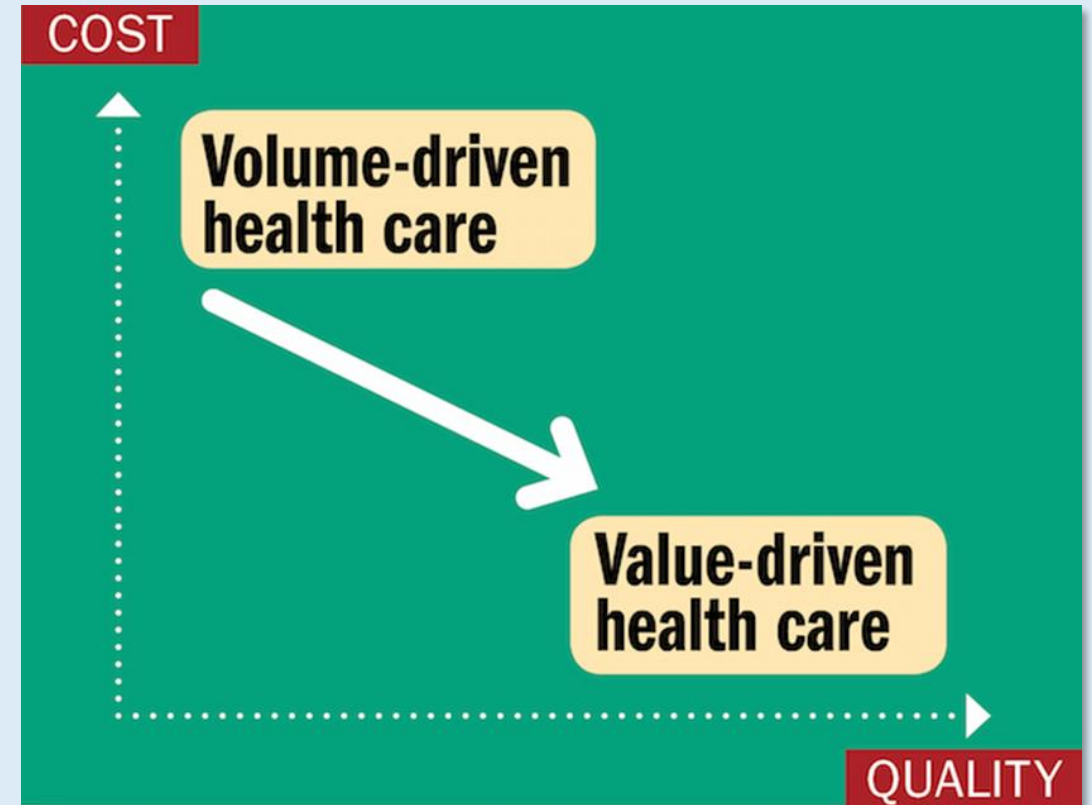 COST
Volume-driven
health care
Value-driven
health care
QUALITY